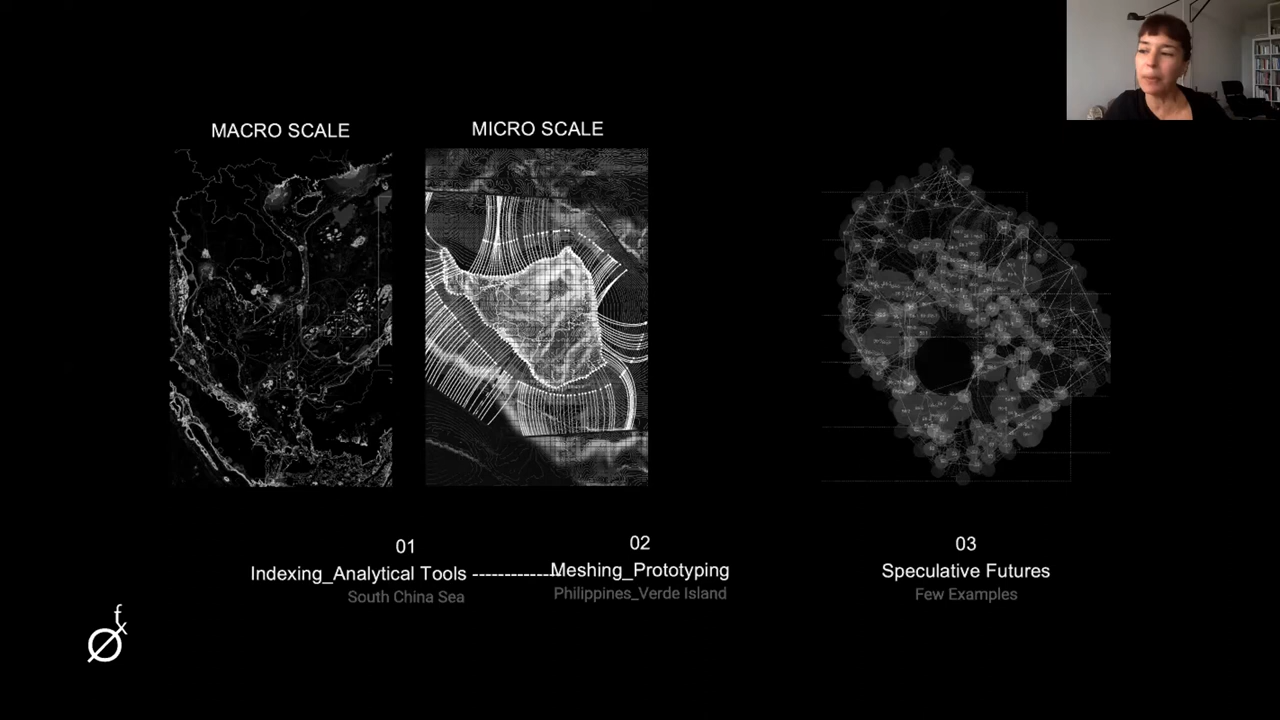 MACRO SCALE
MICRO SCALE
01
Indexing_Analytical Tools --------------
South China Sea
02
Meshing_Prototyping
Philippines_Verde Island
03
Speculative Futures
Few Examples
fx